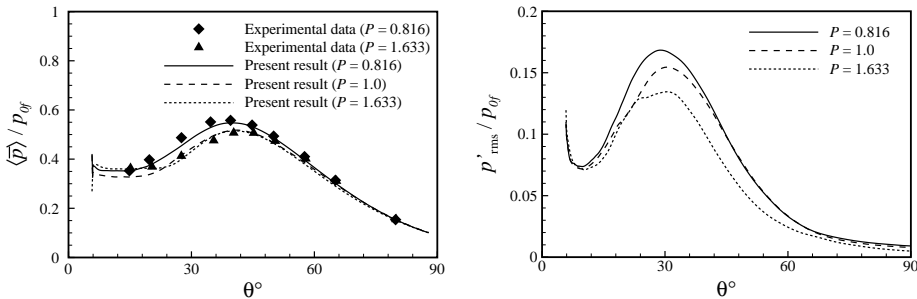 1
0.8
0.6
0.4
0.2
0
0 30 60 90
⟨p̅⟩ / p0f
θ°
Experimental data (P = 0.816)
Experimental data (P = 1.633)
Present result (P = 0.816)
Present result (P = 1.0)
Present result (P = 1.633)
0.2
0.15
0.1
0.05
0
0 30 60 90
p'rms / p0f
θ°
P = 0.816
P = 1.0
P = 1.633